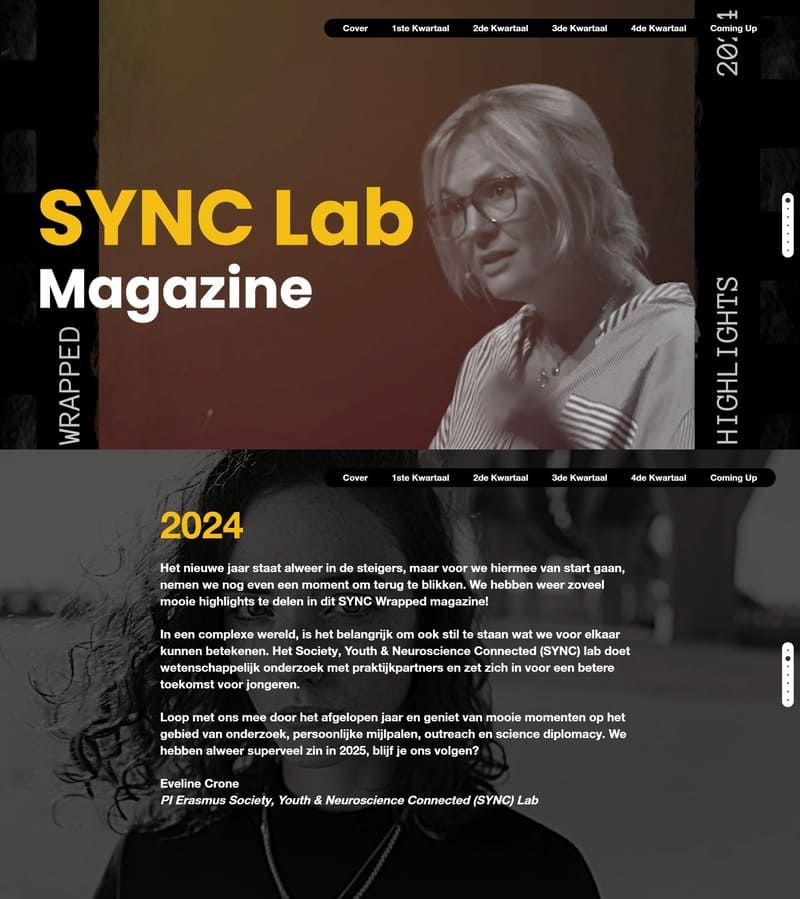 Cover 1ste Kwartaal 2de Kwartaal 3de Kwartaal 4de Kwartaal Coming Up
2024
SYNC Lab
Magazine
WRAPPED
HIGHLIGHTS
Cover 1ste Kwartaal 2de Kwartaal 3de Kwartaal 4de Kwartaal Coming Up
2024
Het nieuwe jaar staat alweer in de steigers, maar voor we hiermee van start gaan,
nemen we nog even een moment om terug te blikken. We hebben weer zoveel
mooie highlights te delen in dit SYNC Wrapped magazine!
In een complexe wereld, is het belangrijk om ook stil te staan wat we voor elkaar
kunnen betekenen. Het Society, Youth & Neuroscience Connected (SYNC) lab doet
wetenschappelijk onderzoek met praktijkpartners en zet zich in voor een betere
toekomst voor jongeren.
Loop met ons mee door het afgelopen jaar en geniet van mooie momenten op het
gebied van onderzoek, persoonlijke mijlpalen, outreach en science diplomacy. We
hebben alweer superveel zin in 2025, blijf je ons volgen?
Eveline Crone
PI Erasmus Society, Youth & Neuroscience Connected (SYNC) Lab